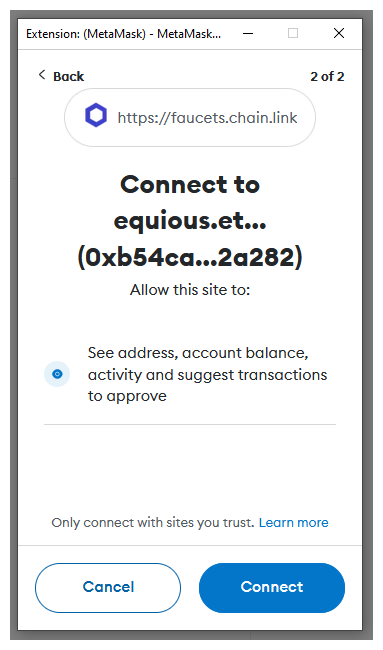 Extension: (MetaMask) - MetaMask...
Back
2 of 2
https://faucets.chain.link
Connect to
equious.et...
(0xb54ca...2a282)
Allow this site to:
See address, account balance,
activity and suggest transactions
to approve
Only connect with sites you trust. Learn more
Cancel
Connect